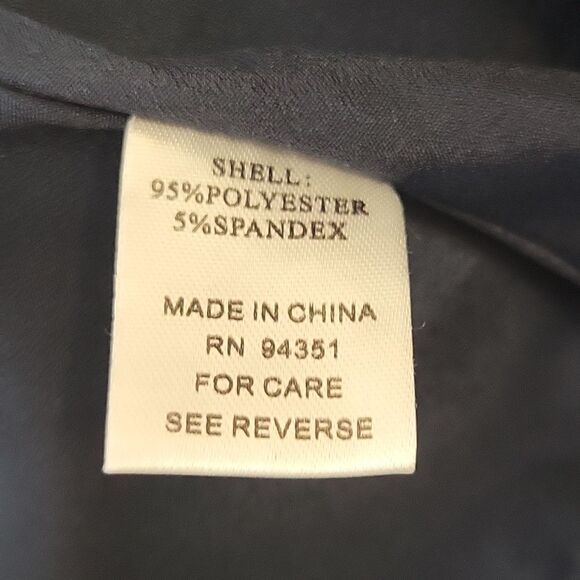 SHELL:
95%POLYESTER
5%SPANDEX
MADE IN CHINA
RN 94351
FOR CARE
SEE REVERSE